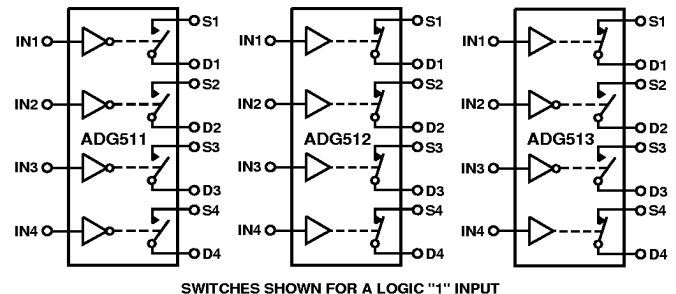 S1
IN1
D1
S2
IN2
D2
ADG511
S3
IN3
D3
S4
IN4
D4
S1
IN1
D1
S2
IN2
D2
ADG512
S3
IN3
D3
S4
IN4
D4
S1
IN1
D1
S2
IN2
D2
ADG513
S3
IN3
D3
S4
IN4
D4
SWITCHES SHOWN FOR A LOGIC "1" INPUT